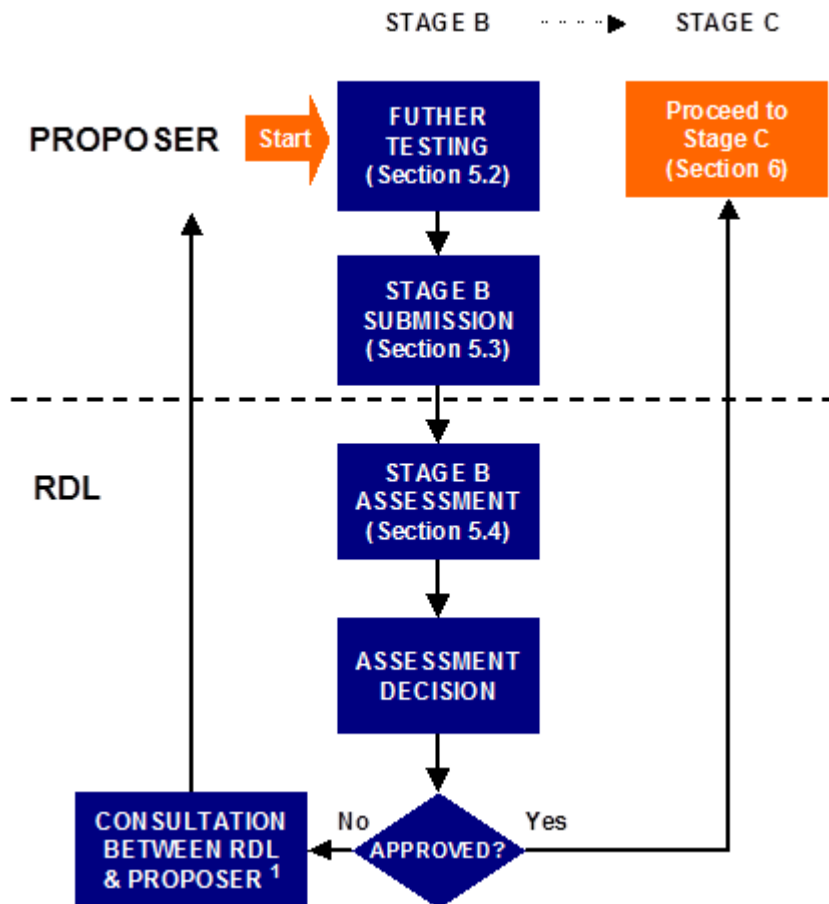 STAGE B
STAGE C
PROPOSER
Start
FUTHER
TESTING
(Section 5.2)
Proceed to
Stage C
(Section 6)
STAGE B
SUBMISSION
(Section 5.3)
RDL
STAGE B
ASSESSMENT
(Section 5.4)
ASSESSMENT
DECISION
CONSULTATION
BETWEEN RDL
& PROPOSER 1
No
APPROVED?
Yes